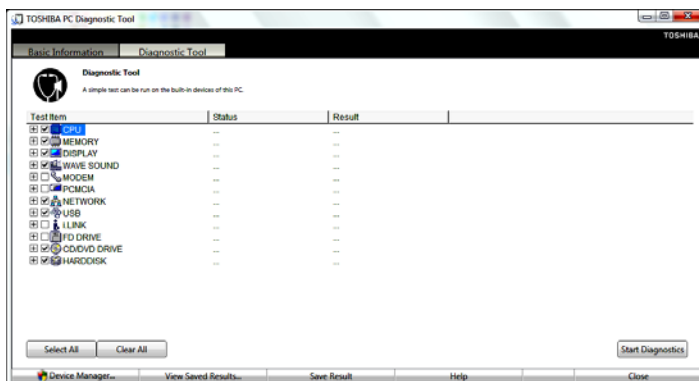 TOSHIBA PC Diagnostic Tool
TOSHIBA
Basic Information Diagnostic Tool
Diagnostic Tool
A simple test can be run on the built-in devices of this PC.
Test Item Status Result
CPU ... ...
MEMORY ... ...
DISPLAY ... ...
WAVE SOUND ... ...
MODEM ... ...
PCMCIA ... ...
NETWORK ... ...
USB ... ...
i.LINK ... ...
FD DRIVE ... ...
CD/DVD DRIVE ... ...
HARDDISK ... ...
Select All Clear All Start Diagnostics
Device Manager... View Saved Results... Save Result Help Close